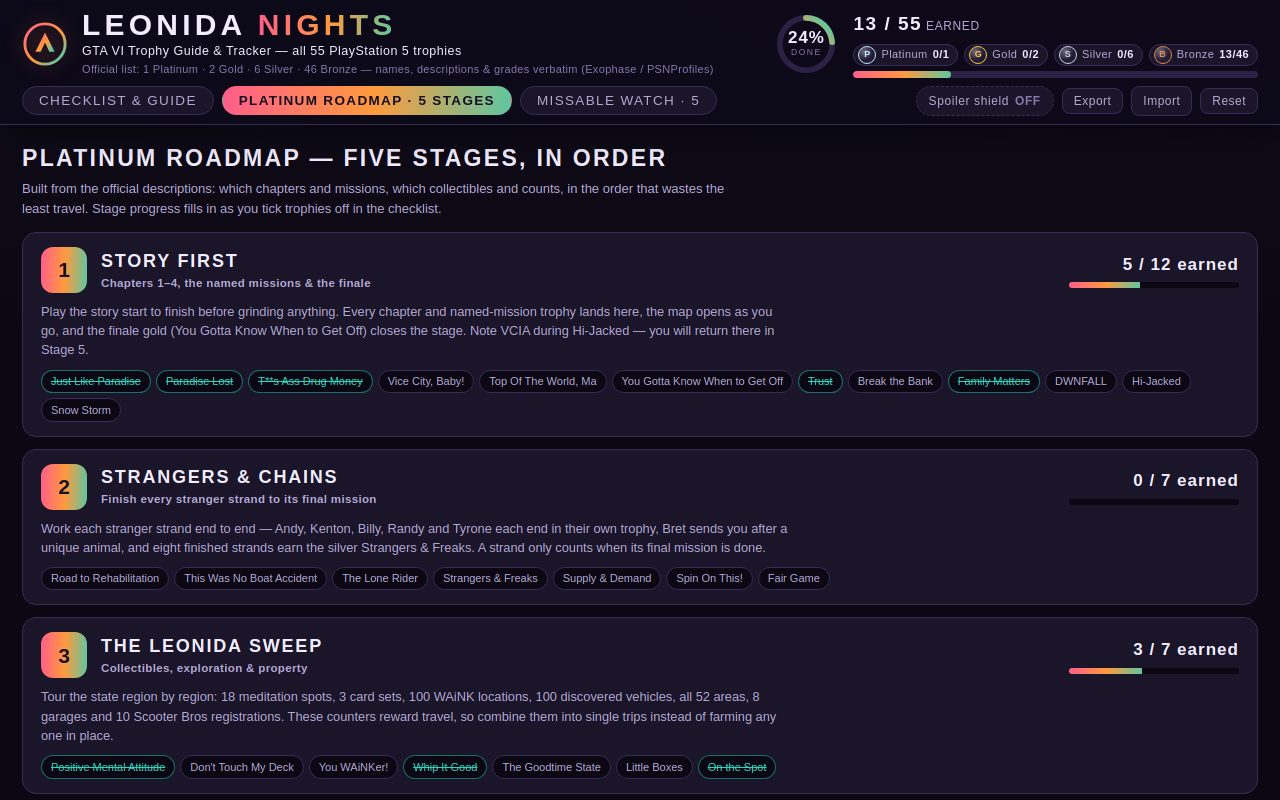 LEONIDA NIGHTS
GTA VI Trophy Guide & Tracker — all 55 PlayStation 5 trophies
Official list: 1 Platinum · 2 Gold · 6 Silver · 46 Bronze — names, descriptions & grades verbatim (Exophase / PSNProfiles)
24%
DONE
13 / 55 EARNED
P Platinum 0/1 G Gold 0/2 S Silver 0/6 B Bronze 13/46
CHECKLIST & GUIDE PLATINUM ROADMAP · 5 STAGES MISSABLE WATCH · 5
Spoiler shield OFF Export Import Reset
PLATINUM ROADMAP — FIVE STAGES, IN ORDER
Built from the official descriptions: which chapters and missions, which collectibles and counts, in the order that wastes the
least travel. Stage progress fills in as you tick trophies off in the checklist.
1 STORY FIRST
Chapters 1–4, the named missions & the finale
5 / 12 earned
Play the story start to finish before grinding anything. Every chapter and named-mission trophy lands here, the map opens as you
go, and the finale gold (You Gotta Know When to Get Off) closes the stage. Note VCIA during Hi-Jacked — you will return there in
Stage 5.
Just Like Paradise Paradise Lost T**s Ass Drug Money Vice City, Baby! Top Of The World, Ma You Gotta Know When to Get Off Trust Break the Bank Family Matters DWNFALL Hi-Jacked
Snow Storm
2 STRANGERS & CHAINS
Finish every stranger strand to its final mission
0 / 7 earned
Work each stranger strand end to end — Andy, Kenton, Billy, Randy and Tyrone each end in their own trophy, Bret sends you after a
unique animal, and eight finished strands earn the silver Strangers & Freaks. A strand only counts when its final mission is done.
Road to Rehabilitation This Was No Boat Accident The Lone Rider Strangers & Freaks Supply & Demand Spin On This! Fair Game
3 THE LEONIDA SWEEP
Collectibles, exploration & property
3 / 7 earned
Tour the state region by region: 18 meditation spots, 3 card sets, 100 WAiNK locations, 100 discovered vehicles, all 52 areas, 8
garages and 10 Scooter Bros registrations. These counters reward travel, so combine them into single trips instead of farming any
one in place.
Positive Mental Attitude Don't Touch My Deck You WAiNKer! Whip It Good The Goodtime State Little Boxes On the Spot